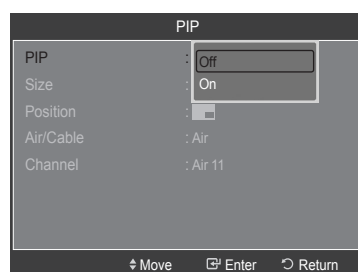 PIP
PIP : Off
Size : On
Position :
Air/Cable : Air
Channel : Air 11
Move Enter Return